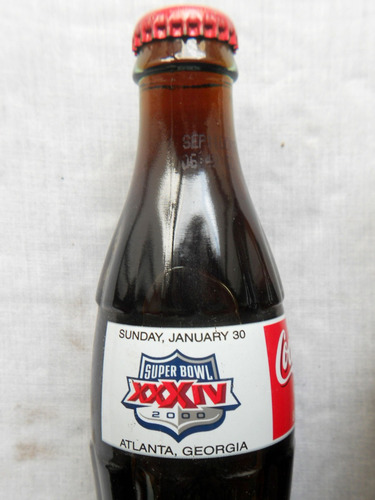 SUNDAY, JANUARY 30
SUPER BOWL
XXXIV
2000
ATLANTA, GEORGIA